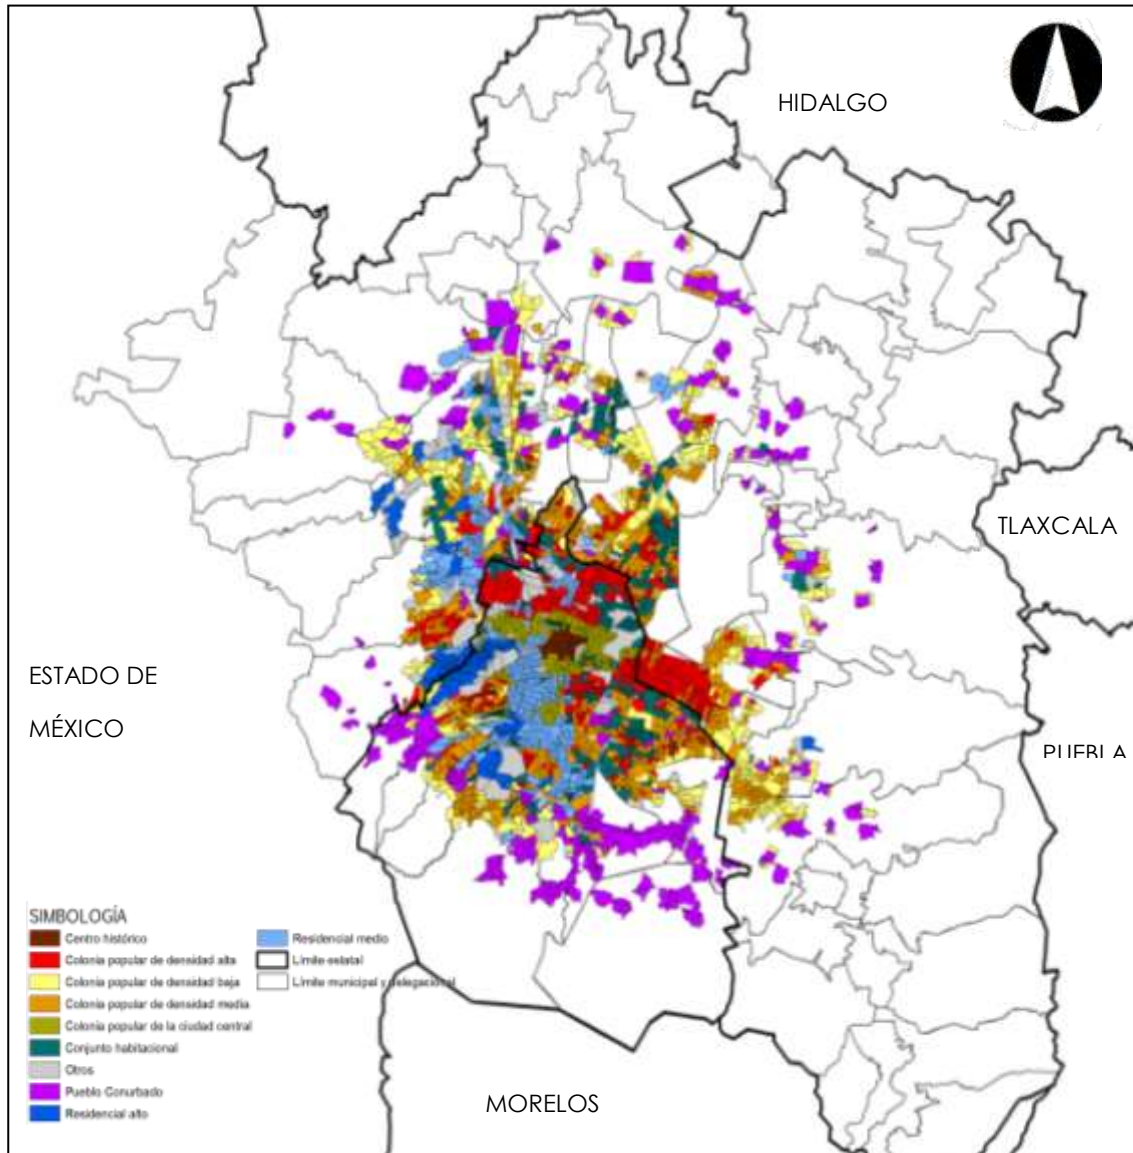 HIDALGO
TLAXCALA
ESTADO DE
MÉXICO
PUEBLA
SIMBOLOGÍA
Centro histórico
Colonia popular de densidad alta
Colonia popular de densidad baja
Colonia popular de densidad media
Colonia popular de la ciudad central
Conjunto habitacional
Otros
Pueblo Conurbado
Residencial alto
Residencial medio
Límite estatal
Límite municipal y delegacional
MORELOS